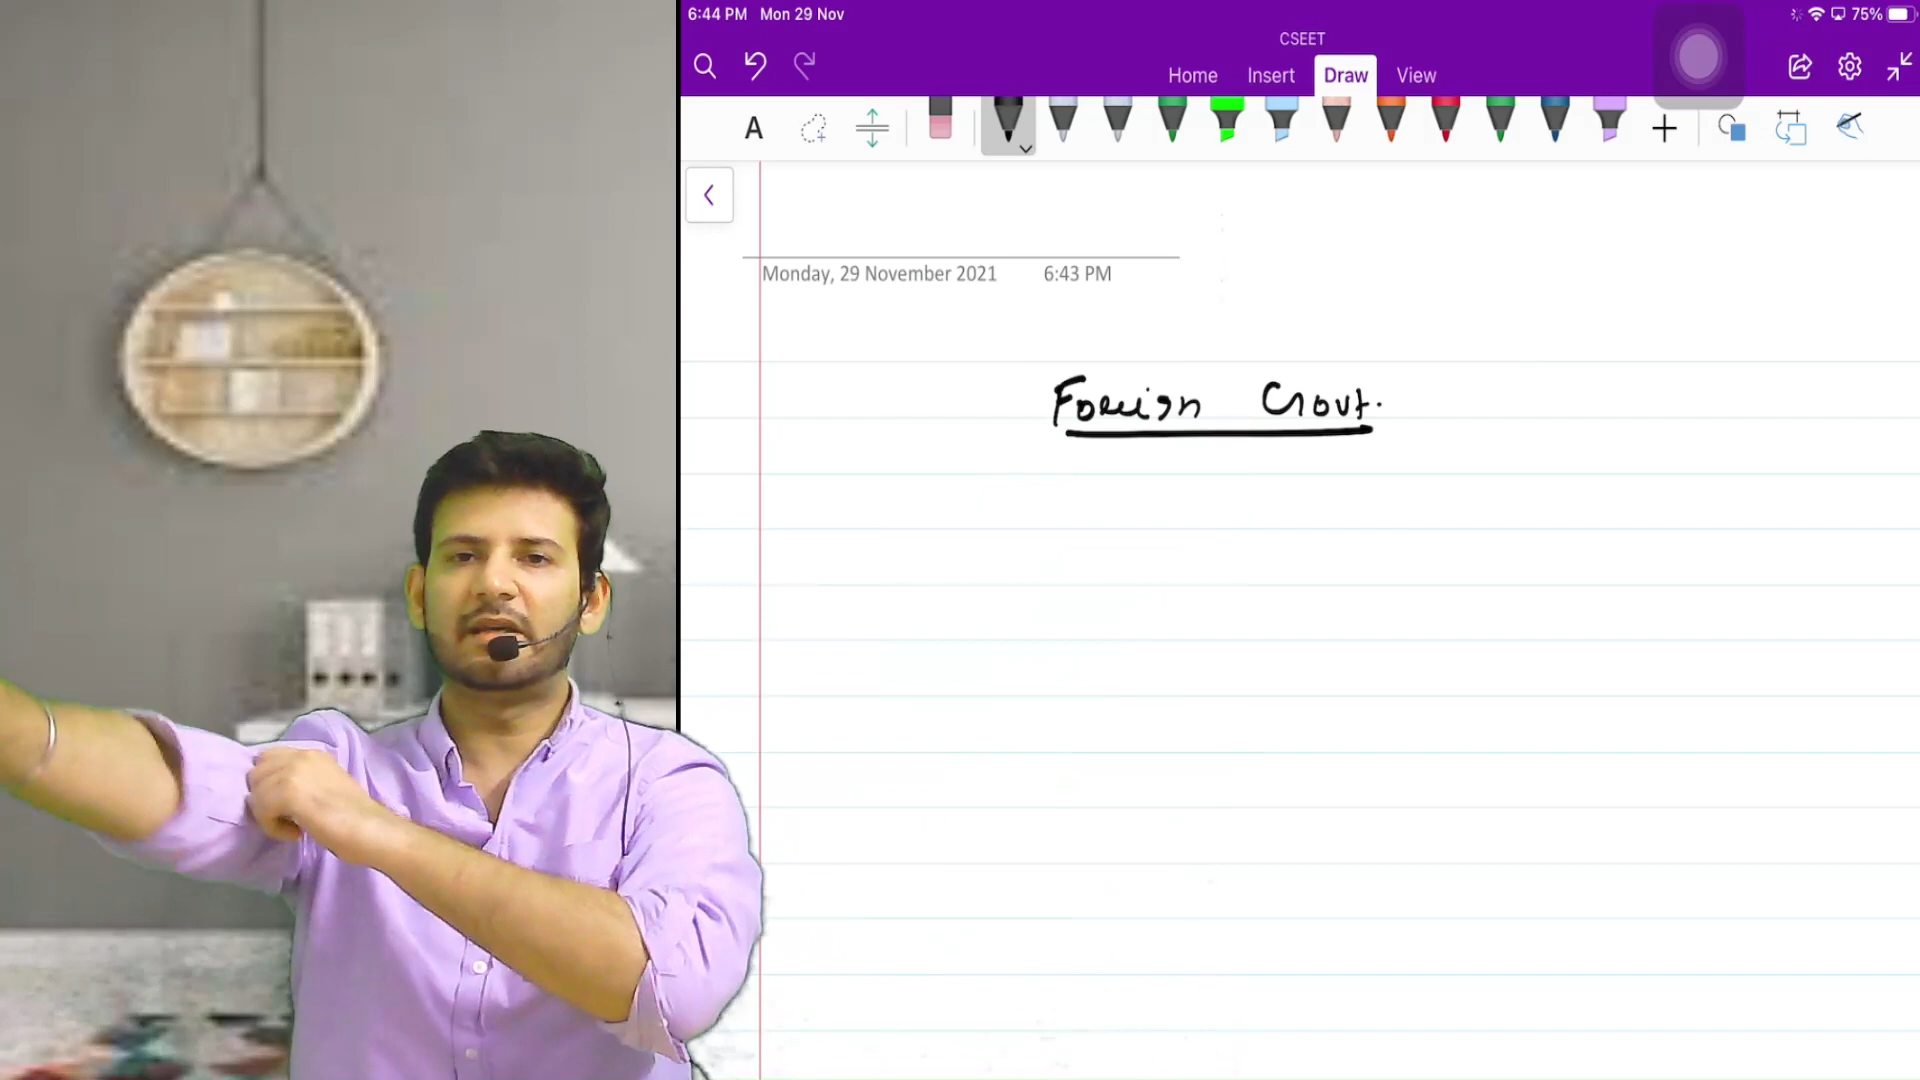 6:44 PM Mon 29 Nov
75%
CSEET
Home Insert Draw View
A
Monday, 29 November 2021 6:43 PM
Foreign Govt.